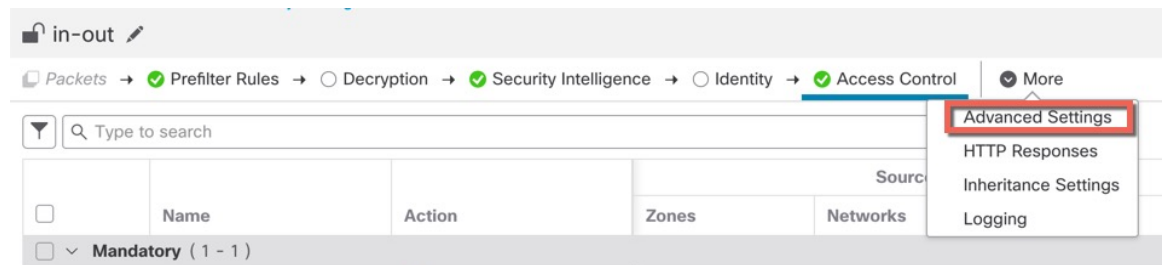 in-out
Packets → Prefilter Rules → Decryption → Security Intelligence → Identity → Access Control More
Type to search
Advanced Settings
HTTP Responses
Inheritance Settings
Logging
Sourc
Name Action Zones Networks
Mandatory (1 - 1)